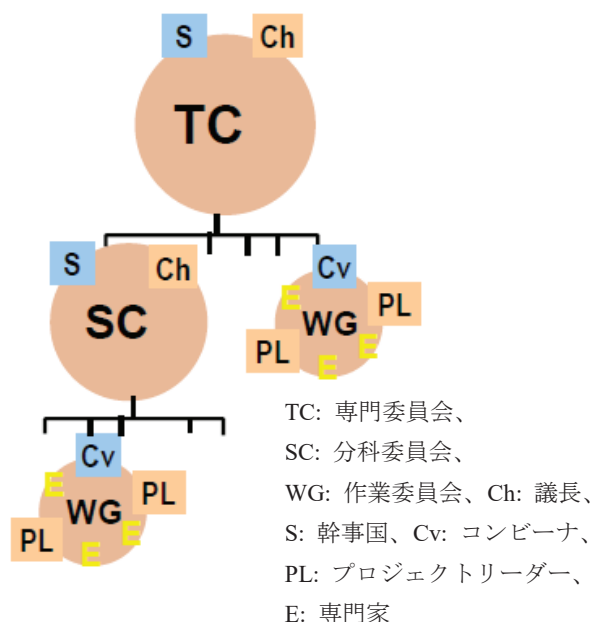 S
Ch
TC
S
Ch
SC
Cv
E
WG
PL
PL
E
E
Cv
E
WG
PL
PL
E
E
TC: 専門委員会、
SC: 分科委員会、
WG: 作業委員会、Ch: 議長、
S: 幹事国、Cv: コンビーナ、
PL: プロジェクトリーダー、
E: 専門家